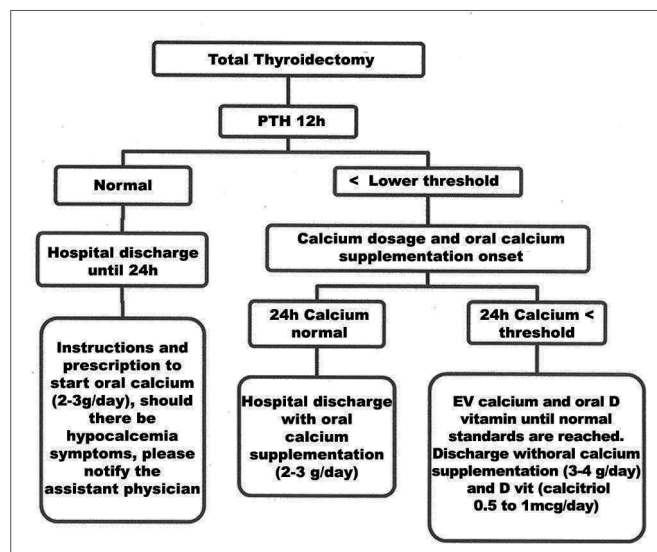 Total Thyroidectomy
PTH 12h
Normal
< Lower threshold
Hospital discharge
until 24h
Calcium dosage and oral calcium
supplementation onset
24h Calcium
normal
24h Calcium <
threshold
Instructions and
prescription to
start oral calcium
(2-3g/day), should
there be
hypocalcemia
symptoms, please
notify the
assistant physician
Hospital discharge
with oral
calcium
supplementation
(2-3 g/day)
EV calcium and oral D
vitamin until normal
standards are reached.
Discharge withoral calcium
supplementation (3-4 g/day)
and D vit (calcitriol
0.5 to 1mcg/day)